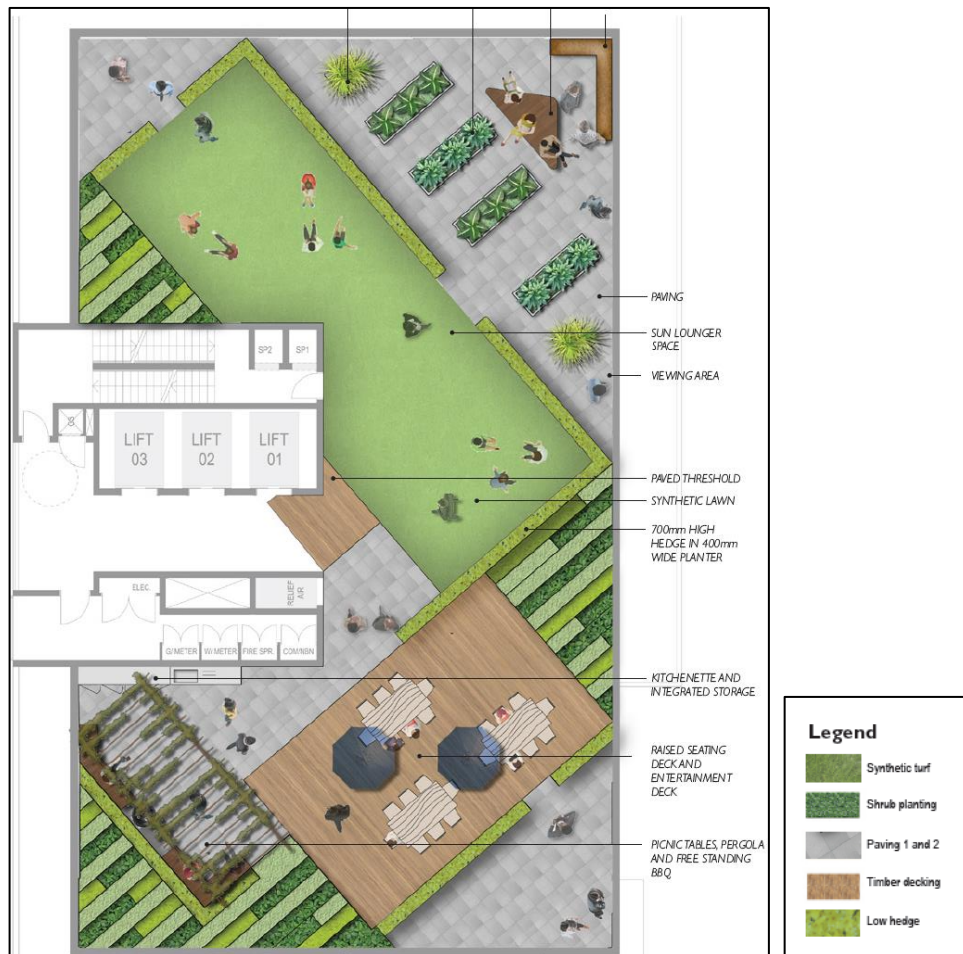 PAVING
SUN LOUNGER
SPACE
VIEWING AREA
SP2
SP1
S
LIFT
03
LIFT
02
LIFT
01
PAVED THRESHOLD
SYNTHETIC LAWN
700mm HIGH
HEDGE IN 400mm
WIDE PLANTER
ELEC.
RELIEF
AIR
G/METER
W/METER
FIRE SPR.
COM/NBN
KITCHENETTE AND
INTEGRATED STORAGE
RAISED SEATING
DECK AND
ENTERTAINMENT
DECK
PICNIC TABLES, PERGOLA
AND FREE STANDING
BBQ
Legend
Synthetic turf
Shrub planting
Paving 1 and 2
Timber decking
Low hedge